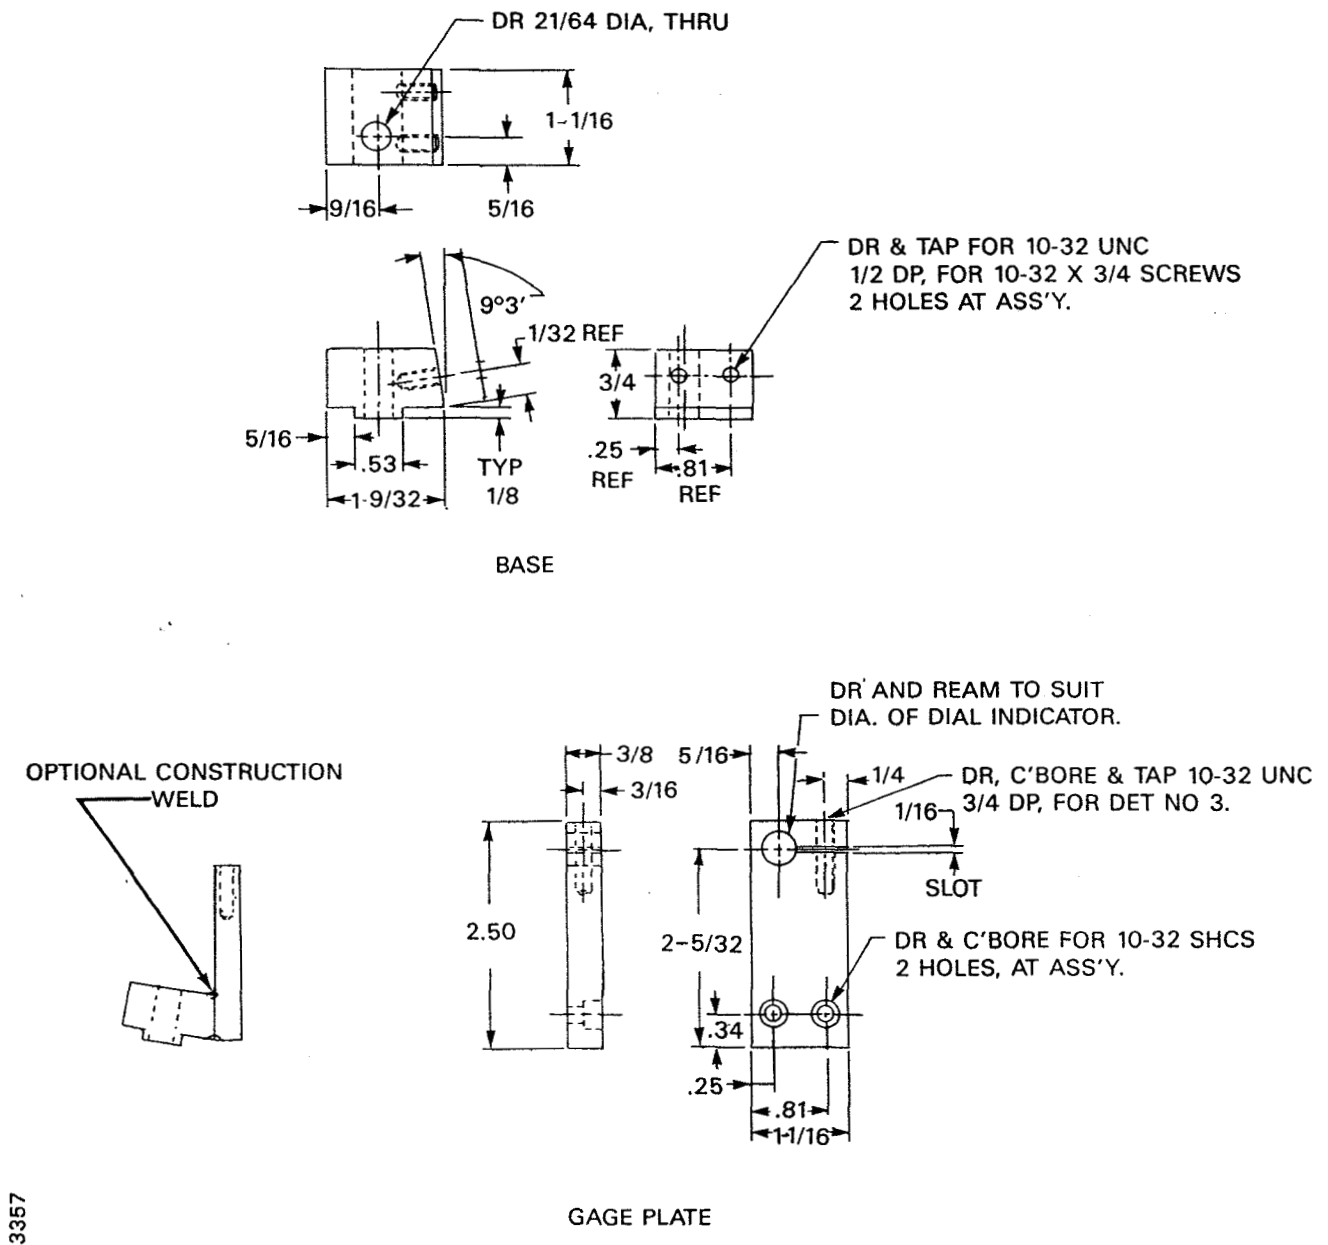 DR 21/64 DIA, THRU
1-1/16
9/16
5/16
DR & TAP FOR 10-32 UNC
1/2 DP, FOR 10-32 X 3/4 SCREWS
2 HOLES AT ASS'Y.
9°3'
1/32 REF
3/4
5/16
.53
TYP
1/8
1-9/32
.25
REF
.81
REF
BASE
DR AND REAM TO SUIT
DIA. OF DIAL INDICATOR.
OPTIONAL CONSTRUCTION
WELD
3/8
5/16
3/16
1/4
DR, C'BORE & TAP 10-32 UNC
3/4 DP, FOR DET NO 3.
1/16
SLOT
2.50
2-5/32
DR & C'BORE FOR 10-32 SHCS
2 HOLES, AT ASS'Y.
.34
.25
.81
1-1/16
GAGE PLATE
3357